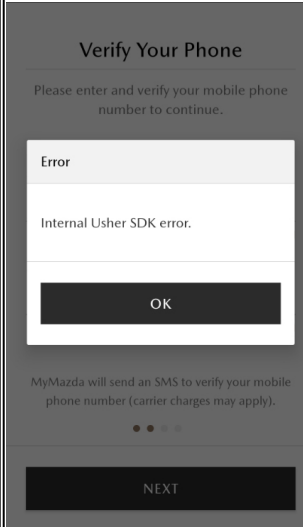 Verify Your Phone
Please enter and verify your mobile phone
number to continue.
Error
Internal Usher SDK error.
OK
MyMazda will send an SMS to verify your mobile
phone number (carrier charges may apply).
NEXT